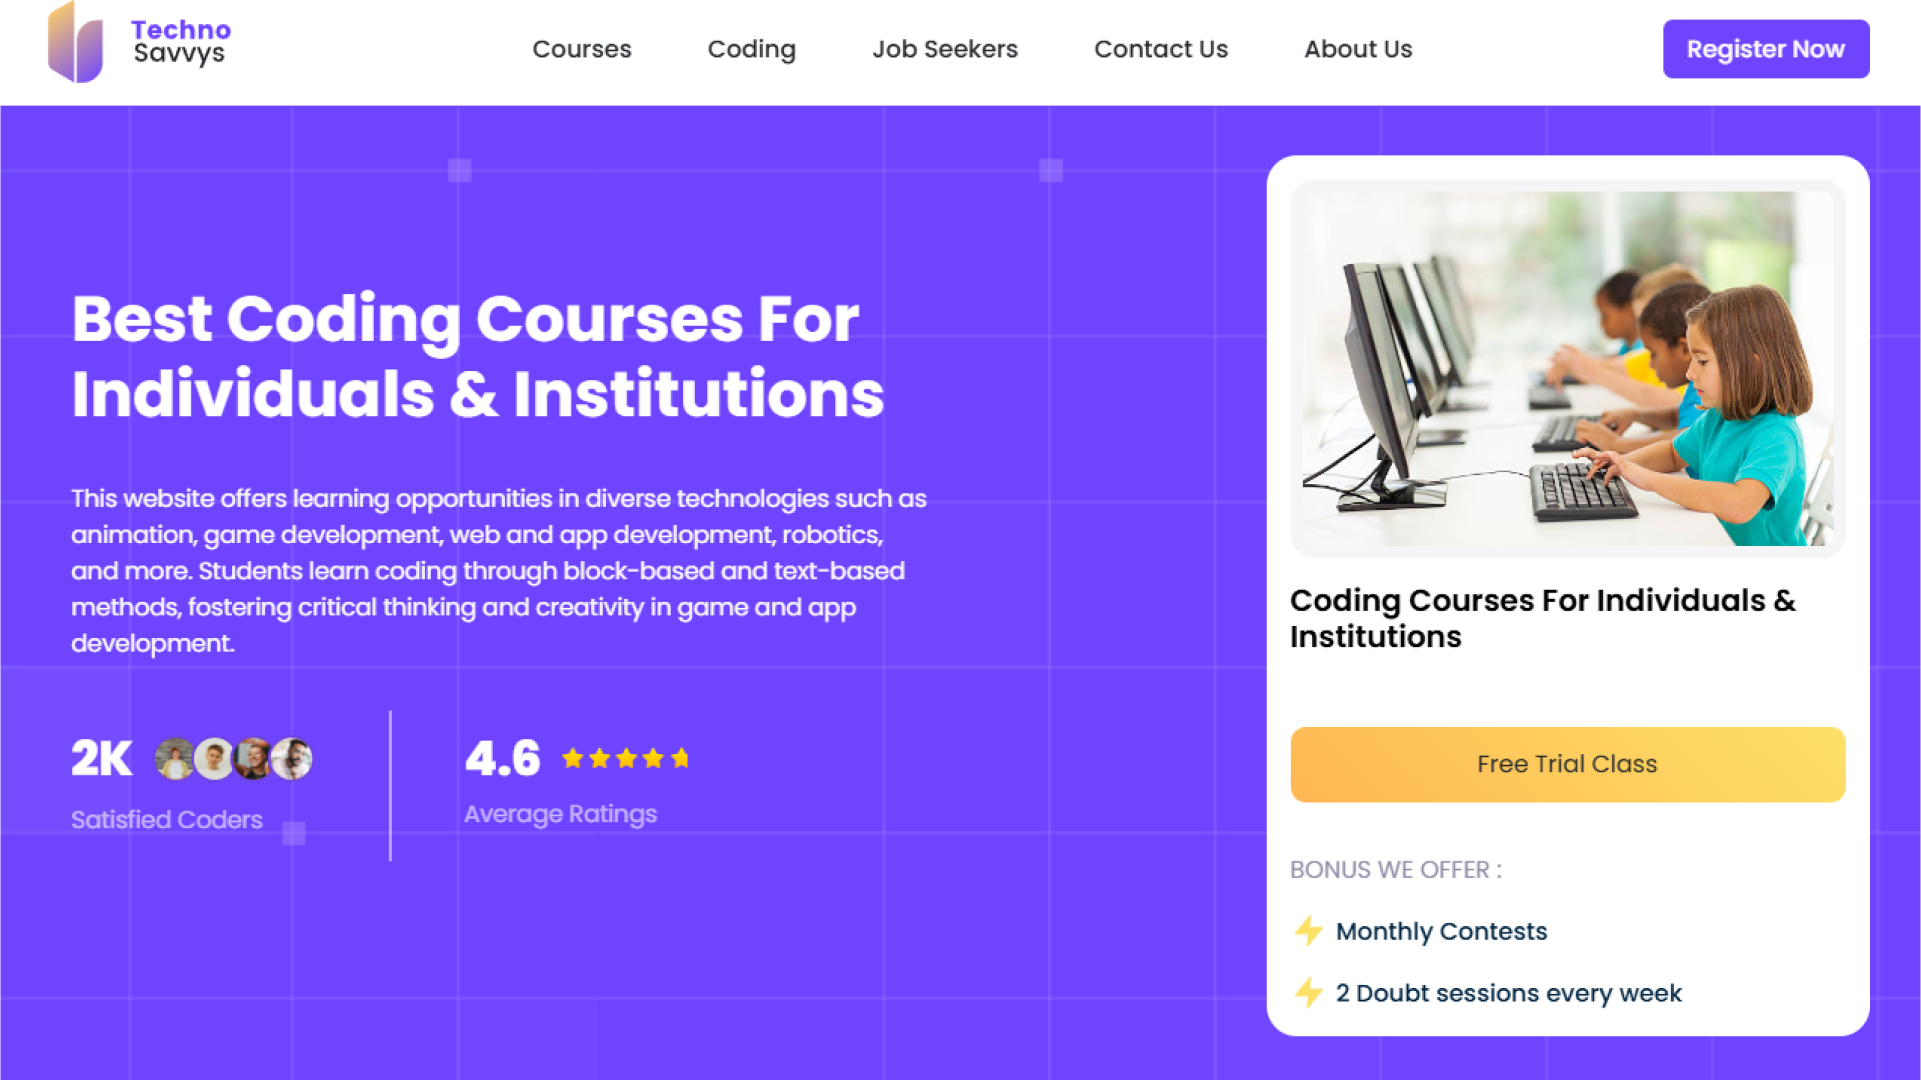 Techno
Savvys
Courses
Coding
Job Seekers
Contact Us
About Us
Register Now
Best Coding Courses For
Individuals & Institutions
This website offers learning opportunities in diverse technologies such as
animation, game development, web and app development, robotics,
and more. Students learn coding through block-based and text-based
methods, fostering critical thinking and creativity in game and app
development.
2K
Satisfied Coders
4.6
Average Ratings
Coding Courses For Individuals &
Institutions
Free Trial Class
BONUS WE OFFER :
Monthly Contests
2 Doubt sessions every week